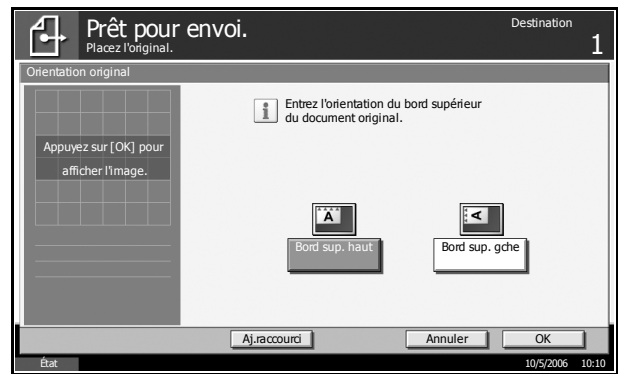 Prêt pour envoi.
Placez l'original.
Destination
1
Orientation original
Entrez l'orientation du bord supérieur
du document original.
Appuyez sur [OK] pour
afficher l'image.
A
A
Bord sup. haut
Bord sup. gche
Aj.raccourci
Annuler
OK
État
10/5/2006 10:10